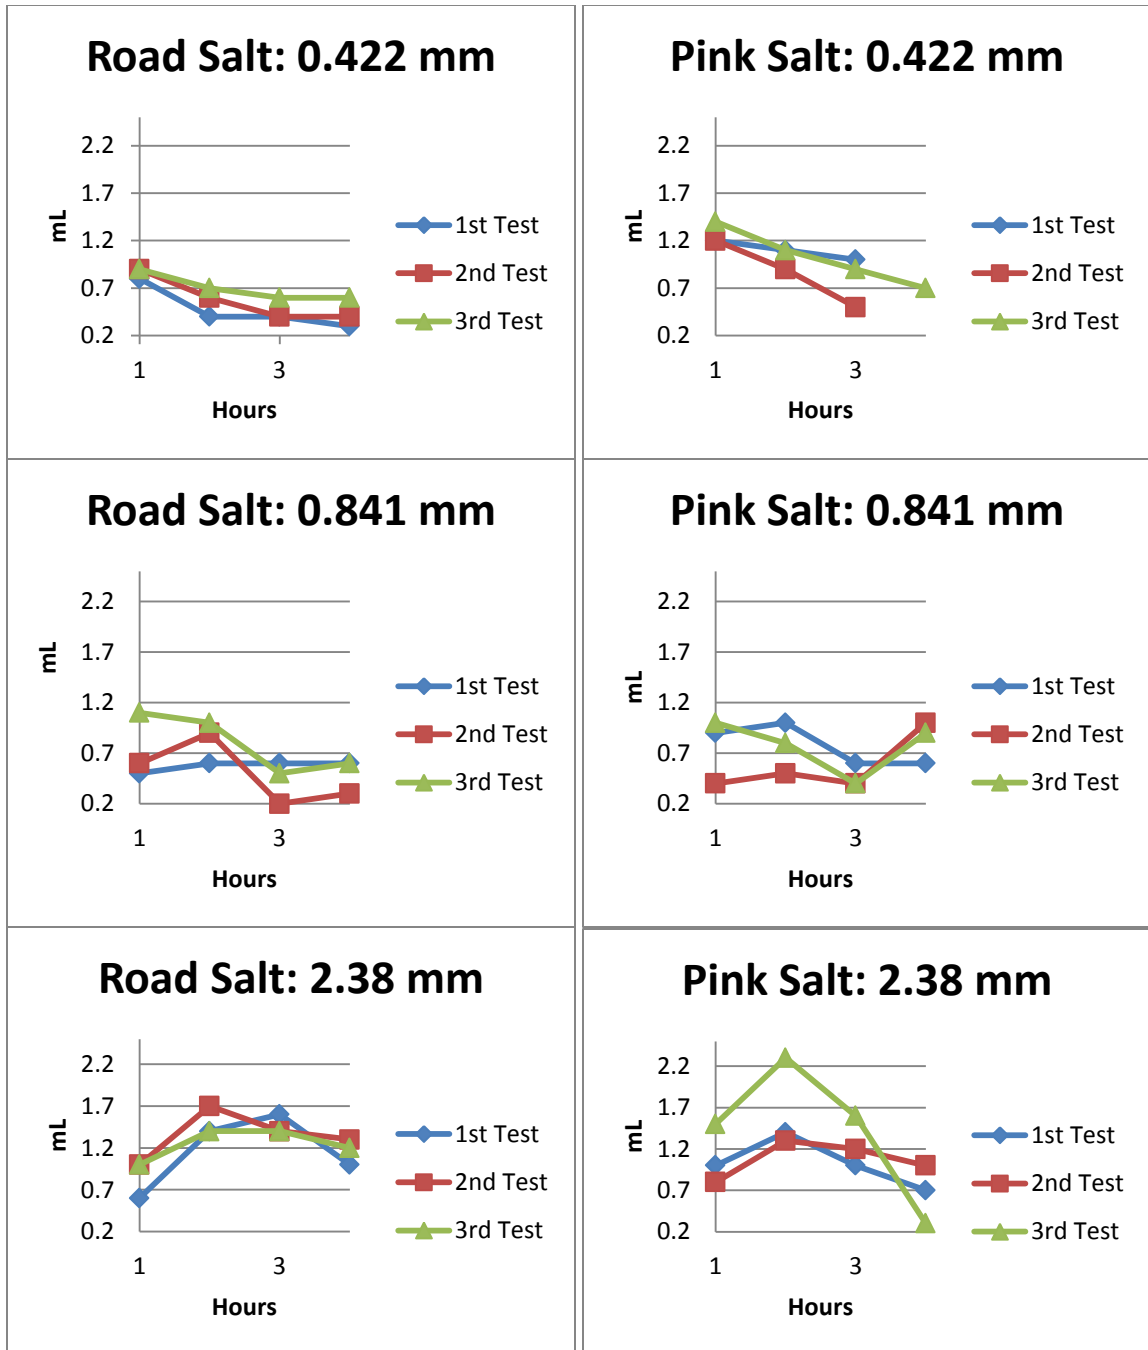 Road Salt: 0.422 mm
2.2
1.7
1.2
0.7
0.2
mL
1 3
Hours
1st Test
2nd Test
3rd Test
Pink Salt: 0.422 mm
2.2
1.7
1.2
0.7
0.2
mL
1 3
Hours
1st Test
2nd Test
3rd Test
Road Salt: 0.841 mm
2.2
1.7
1.2
0.7
0.2
mL
1 3
Hours
1st Test
2nd Test
3rd Test
Pink Salt: 0.841 mm
2.2
1.7
1.2
0.7
0.2
mL
1 3
Hours
1st Test
2nd Test
3rd Test
Road Salt: 2.38 mm
2.2
1.7
1.2
0.7
0.2
mL
1 3
Hours
1st Test
2nd Test
3rd Test
Pink Salt: 2.38 mm
2.2
1.7
1.2
0.7
0.2
mL
1 3
Hours
1st Test
2nd Test
3rd Test